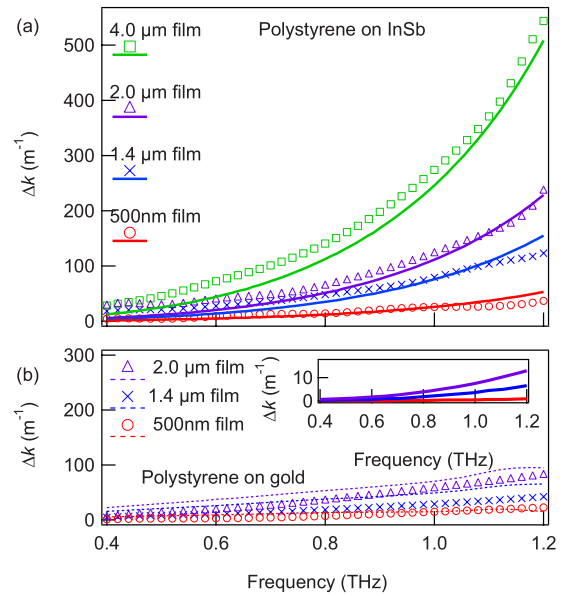 (a)
Polystyrene on InSb
4.0 µm film
2.0 µm film
1.4 µm film
500nm film
500
400
300
200
100
0
Δk (m⁻¹)
(b)
2.0 µm film
1.4 µm film
500nm film
Polystyrene on gold
300
200
100
0
Δk (m⁻¹)
10
0
Δk (m⁻¹)
0.4 0.6 0.8 1.0 1.2
Frequency (THz)
0.4 0.6 0.8 1.0 1.2
Frequency (THz)